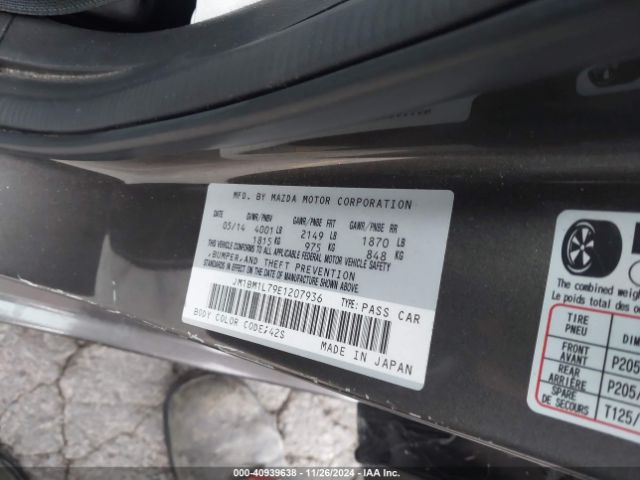 MFD. BY MAZDA MOTOR CORPORATION
DATE GVWR/PNBV GAWR/PNBE FRT GAWR/PNBE RR
05/14 4001 LB 2149 LB 1870 LB
1815 KG 975 KG 848 KG
THIS VEHICLE CONFORMS TO ALL APPLICABLE FEDERAL MOTOR VEHICLE SAFETY
,BUMPER,AND THEFT PREVENTION
STANDARDS IN EFFECT ON THE DATE OF MANUFACTURE SHOWN ABOVE.
JM1BM1L79E1207936 TYPE: PASS CAR
BODY COLOR CODE: 42S
MADE IN JAPAN
The combined
Le poids total des oc
TIRE
PNEU
DIM
FRONT
AVANT
P205
REAR
ARRIÈRE
P205/
SPARE
DE SECOURS
T125/
000-40939638 - 11/26/2024 - IAA Inc.